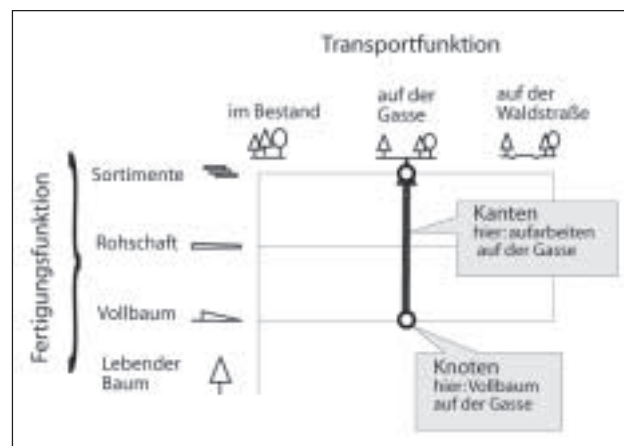 Transportfunktion
im Bestand
auf der
Gasse
auf der
Waldstraße
Fertigungsfunktion
Sortimente
Rohschaft
Vollbaum
Lebender
Baum
Kanten
hier: aufarbeiten
auf der Gasse
Knoten
hier: Vollbaum
auf der Gasse